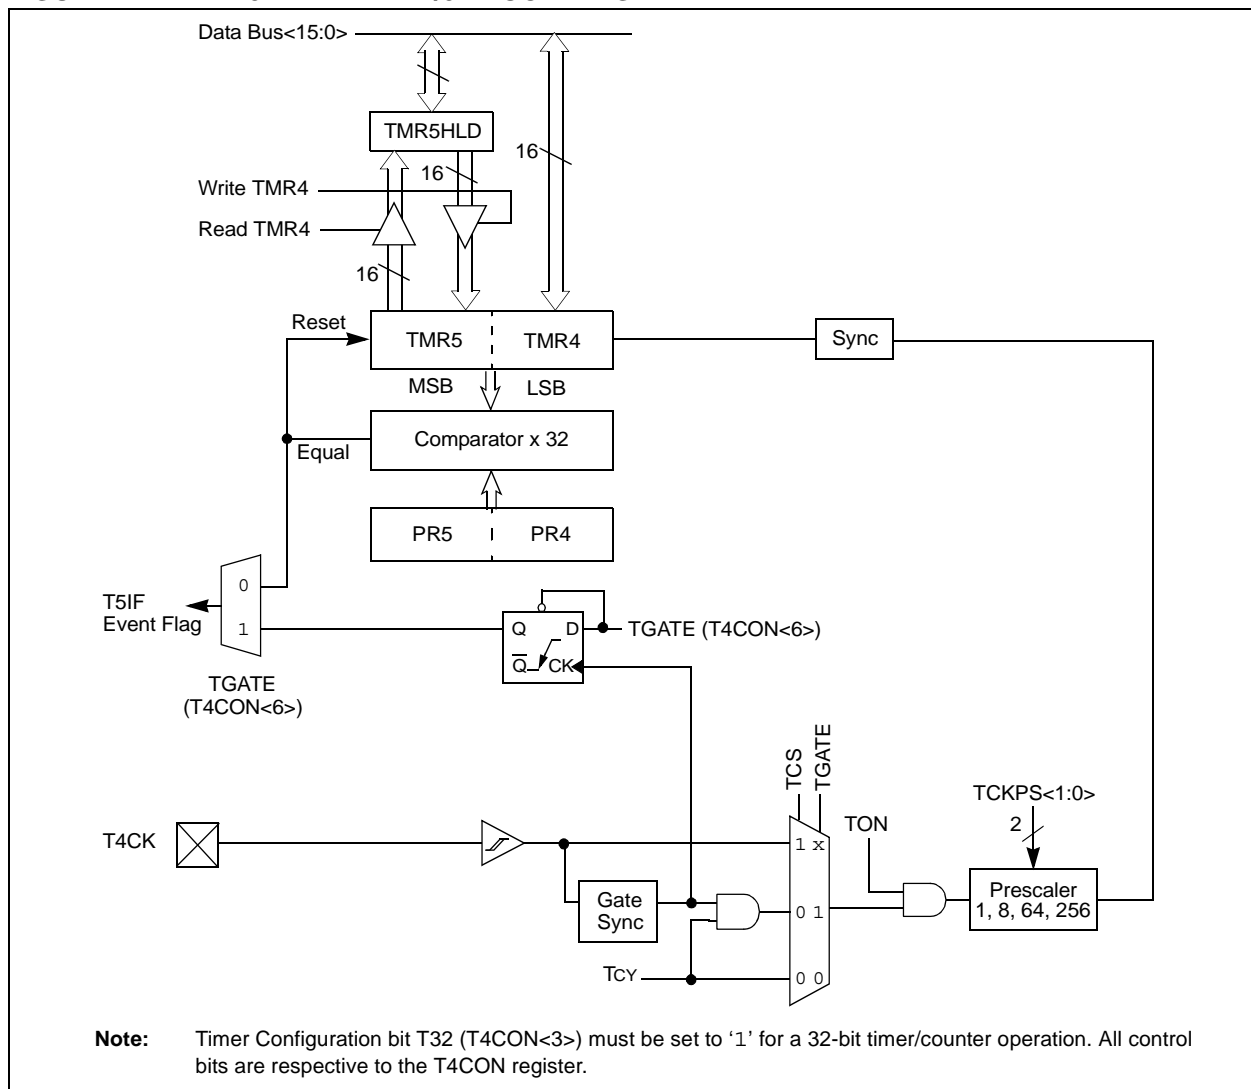 Data Bus<15:0>
TMR5HLD
16
16
Write TMR4
Read TMR4
16
Reset
TMR5
TMR4
Sync
MSB
LSB
Equal
Comparator x 32
PR5
PR4
0
T5IF
Event Flag
1
Q
D
TGATE (T4CON<6>)
Q
CK
TGATE
(T4CON<6>)
TCS
TGATE
TCKPS<1:0>
2
TON
T4CK
1 x
Prescaler
1, 8, 64, 256
Gate
Sync
0 1
TCY
0 0
Note: Timer Configuration bit T32 (T4CON<3>) must be set to ‘1’ for a 32-bit timer/counter operation. All control
bits are respective to the T4CON register.